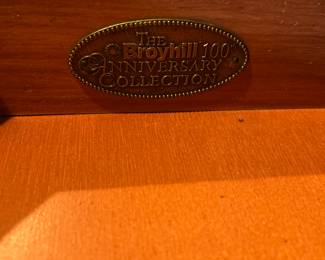 THE
Broyhill 100
ANNIVERSARY
COLLECTION